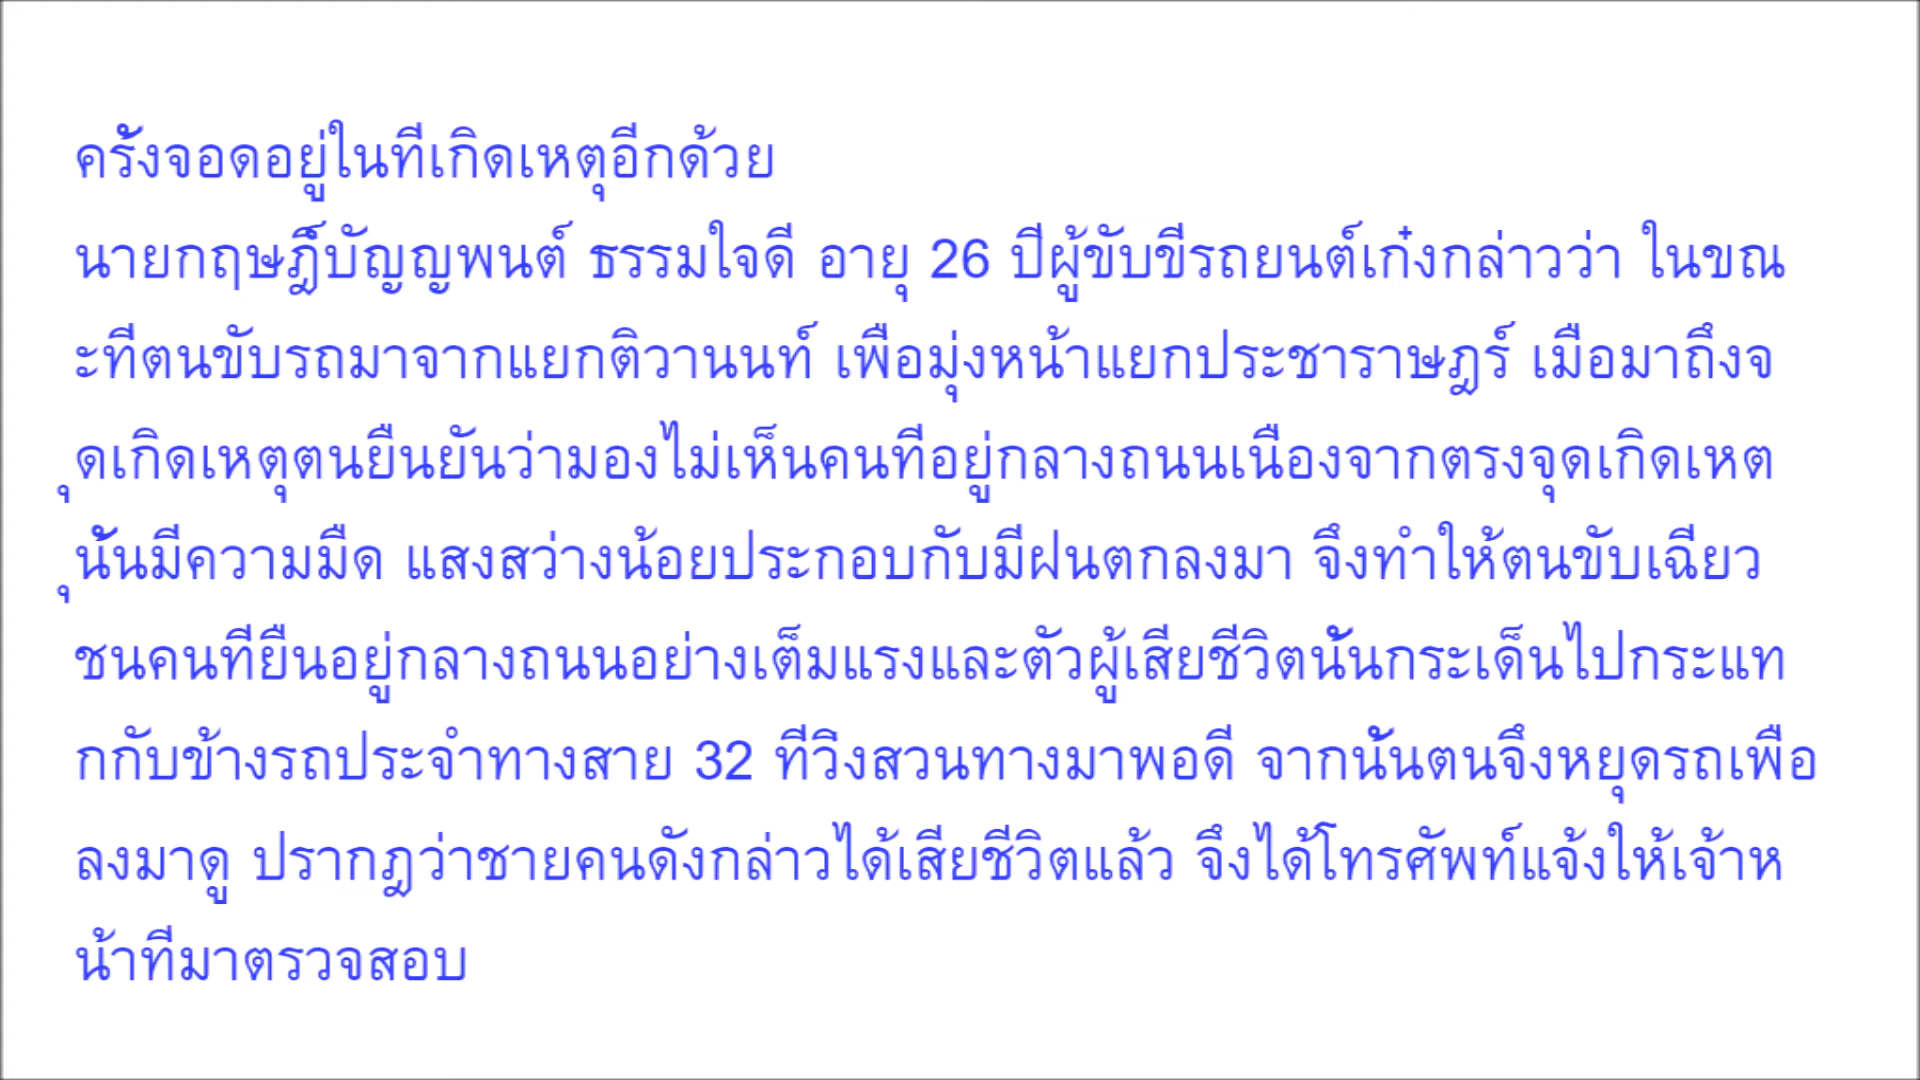 ครั้งจอดอยู่ในที่เกิดเหตุอีกด้วย
นายกฤษฎิ์บัญญพนต์ ธรรมใจดี อายุ 26 ปีผู้ขับขี่รถยนต์เก๋งกล่าวว่า ในขณ
ะที่ตนขับรถมาจากแยกติวานนท์ เพื่อมุ่งหน้าแยกประชาราษฎร์ เมื่อมาถึงจ
ุดเกิดเหตุตนยืนยันว่ามองไม่เห็นคนที่อยู่กลางถนนเนื่องจากตรงจุดเกิดเหต
ุนั้นมีความมืด แสงสว่างน้อยประกอบกับมีฝนตกลงมา จึงทำให้ตนขับเฉี่ยว
ชนคนที่ยืนอยู่กลางถนนอย่างเต็มแรงและตัวผู้เสียชีวิตนั้นกระเด็นไปกระแท
กกับข้างรถประจำทางสาย 32 ที่วิ่งสวนทางมาพอดี จากนั้นตนจึงหยุดรถเพื่อ
ลงมาดู ปรากฎว่าชายคนดังกล่าวได้เสียชีวิตแล้ว จึงได้โทรศัพท์แจ้งให้เจ้าห
น้าที่มาตรวจสอบ